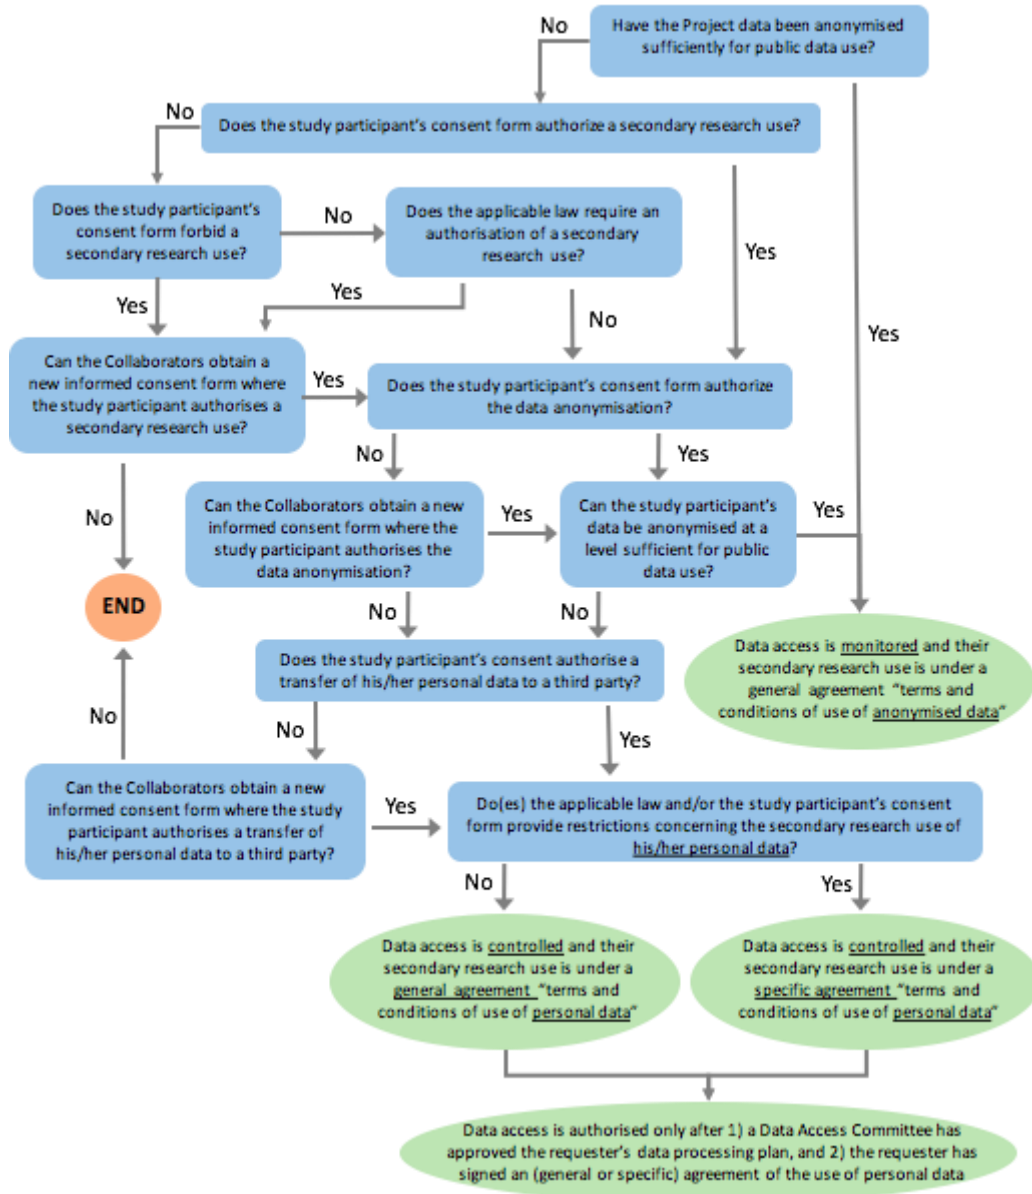 No
Have the Project data been anonymised
sufficiently for public data use?
No
Does the study participant's consent form authorize a secondary research use?
Does the study participant's
consent form forbid a
secondary research use?
No
Does the applicable law require an
authorisation of a secondary
research use?
Yes
Yes
Yes
No
Yes
Can the Collaborators obtain a
new informed consent form where
the study participant authorises a
secondary research use?
Yes
Does the study participant's consent form authorize
the data anonymisation?
No
Yes
No
Can the Collaborators obtain a new
informed consent form where the
study participant authorises the
data anonymisation?
Yes
Can the study participant's
data be anonymised at a
level sufficient for public
data use?
Yes
END
No
No
Does the study participant's consent authorise a
transfer of his/her personal data to a third party?
Data access is monitored and their
secondary research use is under a
general agreement "terms and
conditions of use of anonymised data"
No
No
Yes
Can the Collaborators obtain a new
informed consent form where the study
participant authorises a transfer of
his/her personal data to a third party?
Yes
Do(es) the applicable law and/or the study participant's consent
form provide restrictions concerning the secondary research use of
his/her personal data?
No
Yes
Data access is controlled and their
secondary research use is under a
general agreement "terms and
conditions of use of personal data"
Data access is controlled and their
secondary research use is under a
specific agreement "terms and
conditions of use of personal data"
Data access is authorised only after 1) a Data Access Committee has
approved the requester's data processing plan, and 2) the requester has
signed an (general or specific) agreement of the use of personal data